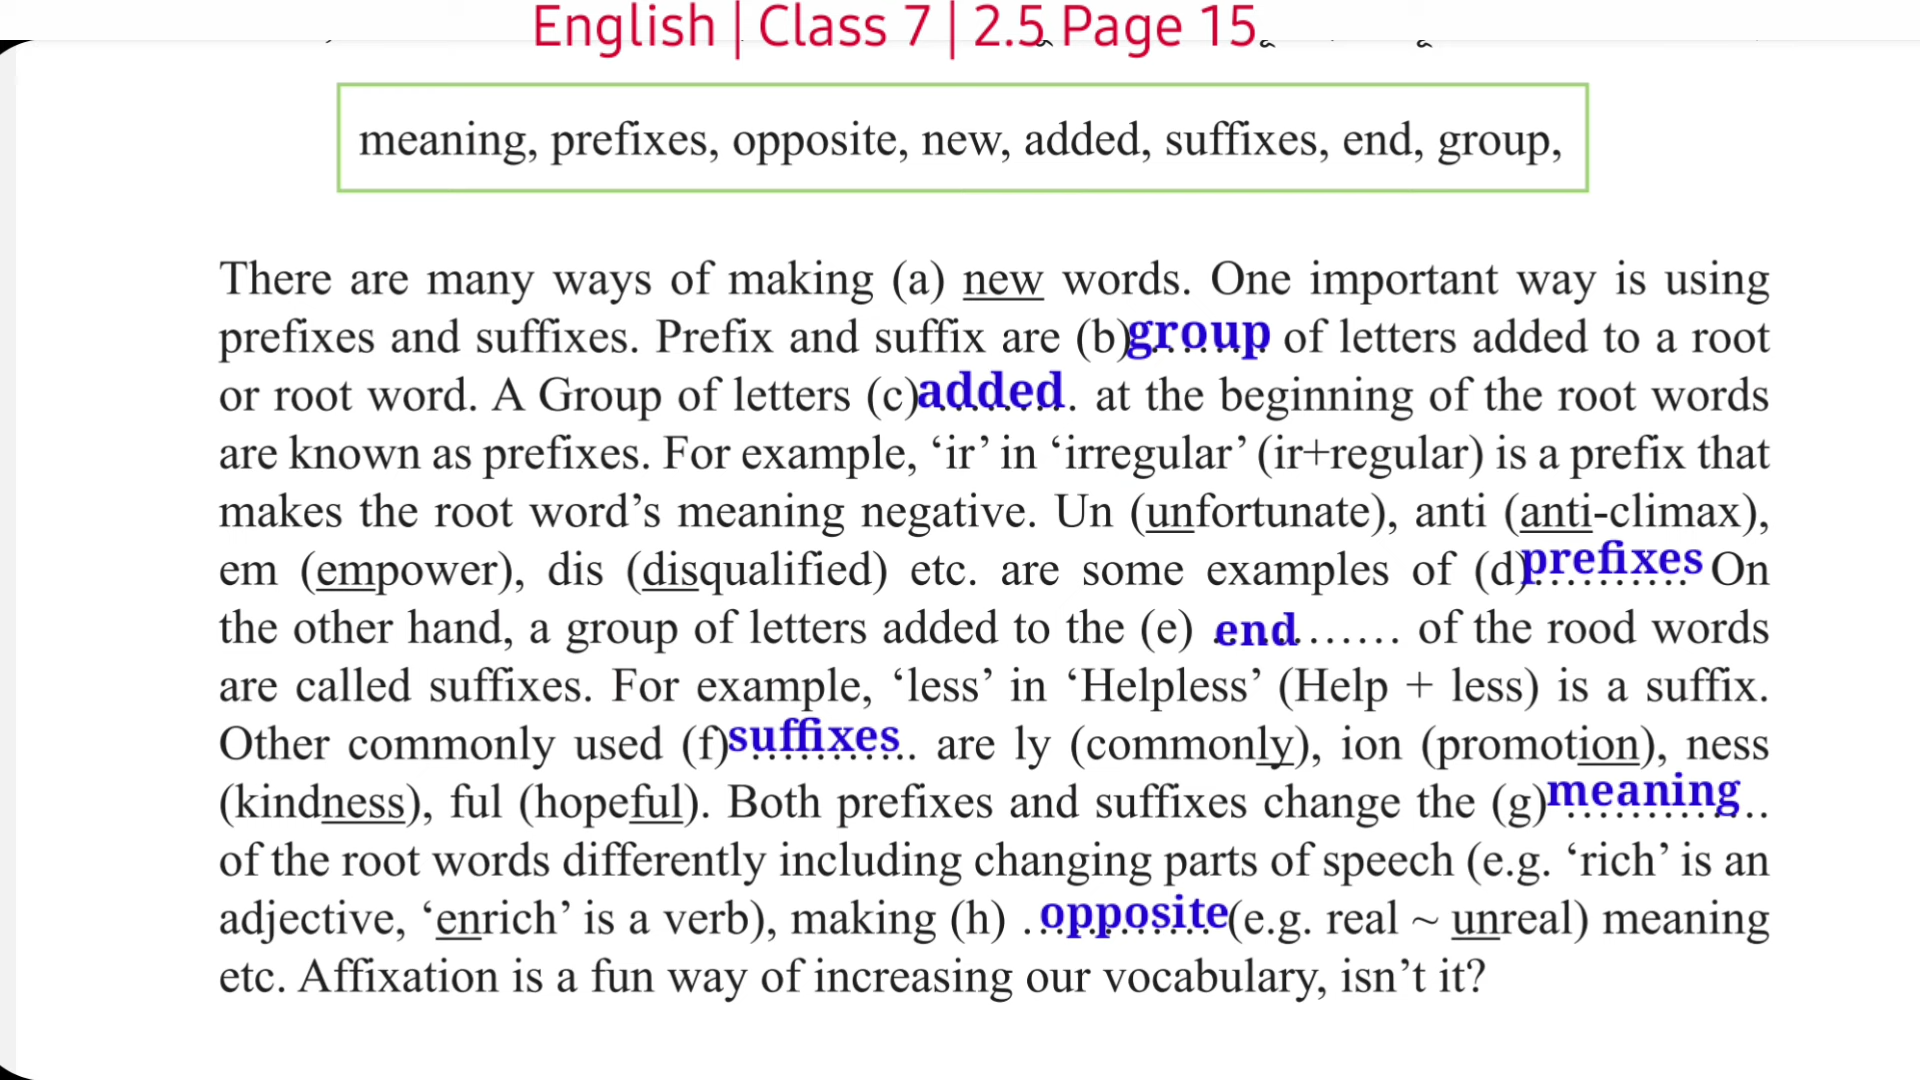 English | Class 7 | 2.5 Page 15
meaning, prefixes, opposite, new, added, suffixes, end, group,
There are many ways of making (a) new words. One important way is using
prefixes and suffixes. Prefix and suffix are (b)group....... of letters added to a root
or root word. A Group of letters (c)added........ at the beginning of the root words
are known as prefixes. For example, ‘ir’ in ‘irregular’ (ir+regular) is a prefix that
makes the root word’s meaning negative. Un (unfortunate), anti (anti-climax),
em (empower), dis (disqualified) etc. are some examples of (d)prefixes.......... On
the other hand, a group of letters added to the (e) end........... of the rood words
are called suffixes. For example, ‘less’ in ‘Helpless’ (Help + less) is a suffix.
Other commonly used (f)suffixes........... are ly (commonly), ion (promotion), ness
(kindness), ful (hopeful). Both prefixes and suffixes change the (g)meaning.............
of the root words differently including changing parts of speech (e.g. ‘rich’ is an
adjective, ‘enrich’ is a verb), making (h) .opposite..........(e.g. real ~ unreal) meaning
etc. Affixation is a fun way of increasing our vocabulary, isn’t it?